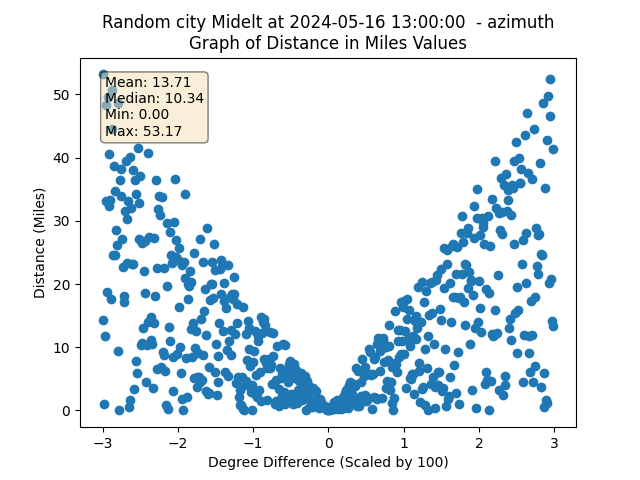 Random city Midelt at 2024-05-16 13:00:00  - azimuth
Graph of Distance in Miles Values
Mean: 13.71
Median: 10.34
Min: 0.00
Max: 53.17
Distance (Miles)
50
40
30
20
10
0
−3 −2 −1 0 1 2 3
Degree Difference (Scaled by 100)